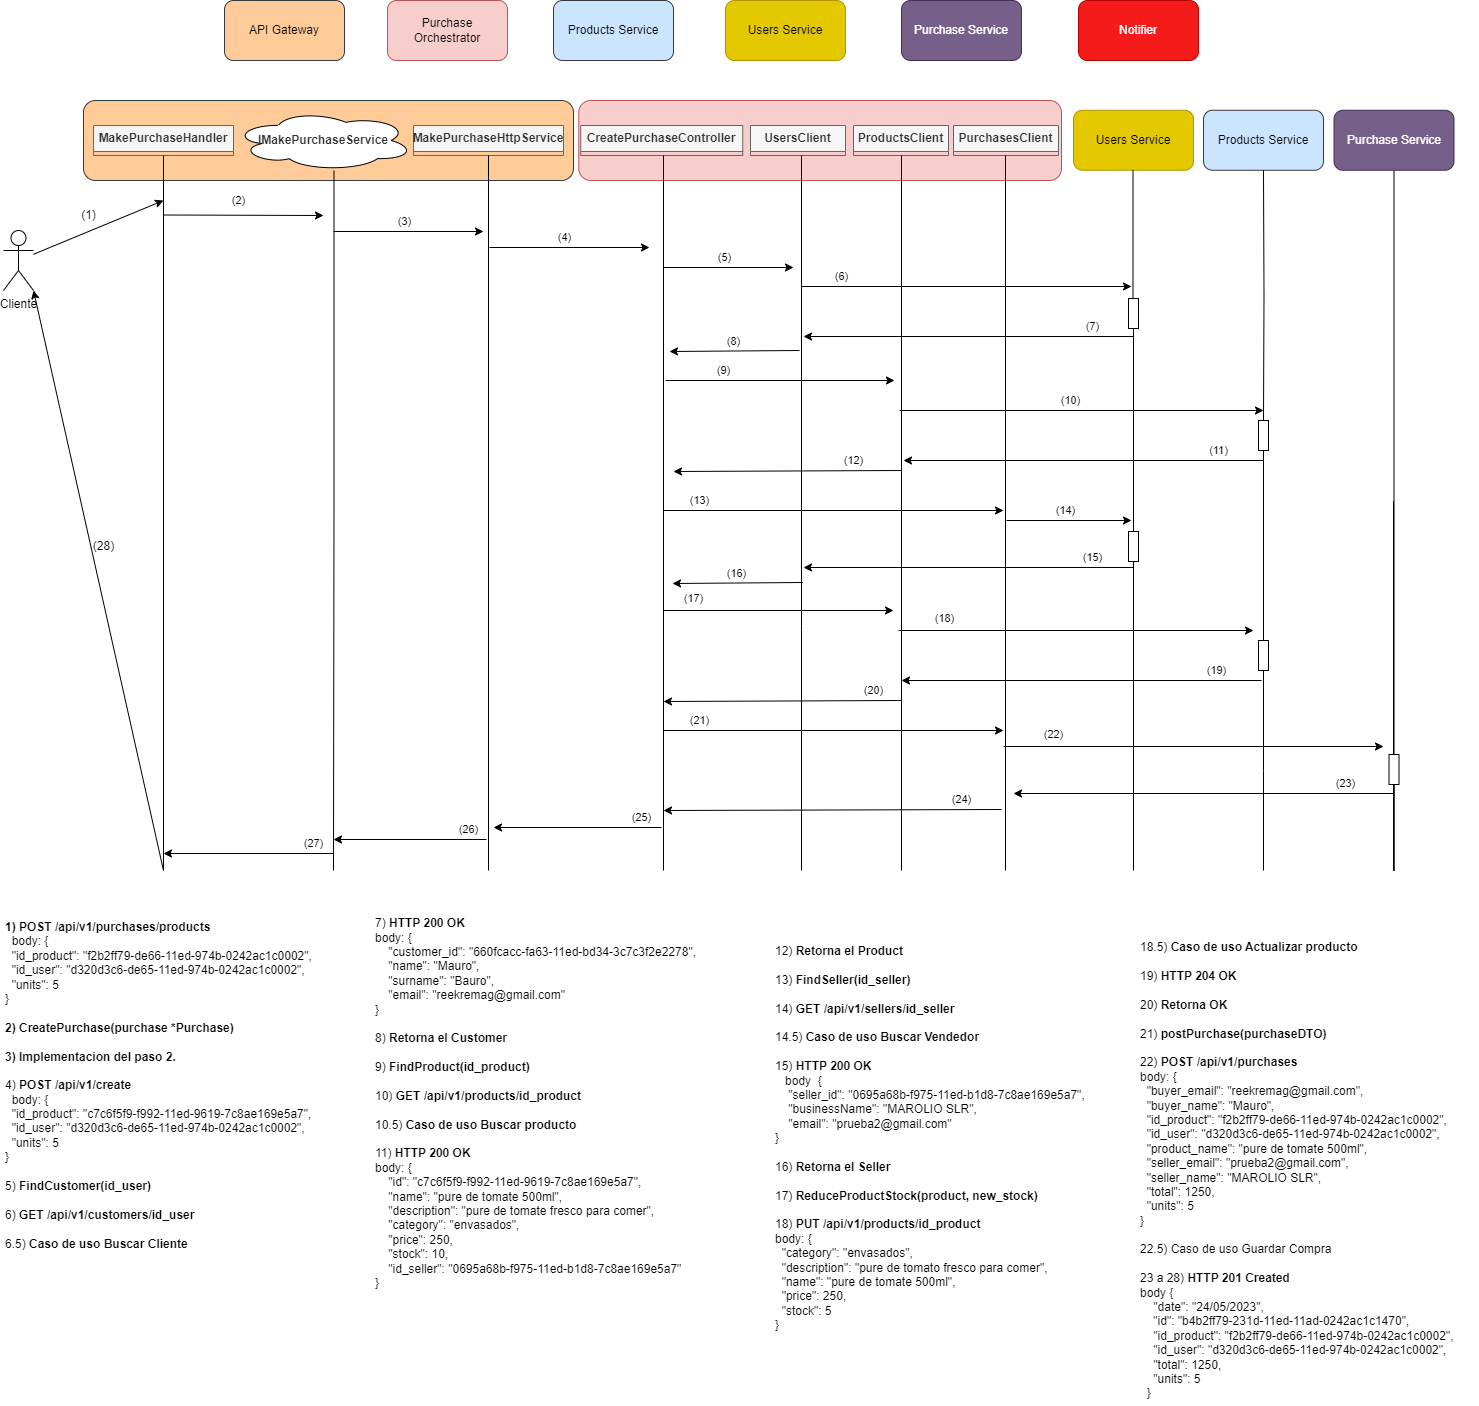 API Gateway
Purchase
Orchestrator
Products Service
Users Service
Purchase Service
Notifier
MakePurchaseHandler
IMakePurchaseService
MakePurchaseHttpService
CreatePurchaseController
UsersClient
ProductsClient
PurchasesClient
Users Service
Products Service
Purchase Service
Cliente
(1)
(2)
(3)
(4)
(5)
(6)
(7)
(8)
(9)
(10)
(11)
(12)
(13)
(14)
(15)
(16)
(17)
(18)
(19)
(20)
(21)
(22)
(23)
(24)
(25)
(26)
(27)
(28)
1) POST /api/v1/purchases/products
body: {
"id_product": "f2b2ff79-de66-11ed-974b-0242ac1c0002",
"id_user": "d320d3c6-de65-11ed-974b-0242ac1c0002",
"units": 5
}
2) CreatePurchase(purchase *Purchase)
3) Implementacion del paso 2.
4) POST /api/v1/create
body: {
"id_product": "c7c6f5f9-f992-11ed-9619-7c8ae169e5a7",
"id_user": "d320d3c6-de65-11ed-974b-0242ac1c0002",
"units": 5
}
5) FindCustomer(id_user)
6) GET /api/v1/customers/id_user
6.5) Caso de uso Buscar Cliente
7) HTTP 200 OK
body: {
"customer_id": "660fcacc-fa63-11ed-bd34-3c7c3f2e2278",
"name": "Mauro",
"surname": "Bauro",
"email": "reekremag@gmail.com"
}
8) Retorna el Customer
9) FindProduct(id_product)
10) GET /api/v1/products/id_product
10.5) Caso de uso Buscar producto
11) HTTP 200 OK
body: {
"id": "c7c6f5f9-f992-11ed-9619-7c8ae169e5a7",
"name": "pure de tomate 500ml",
"description": "pure de tomate fresco para comer",
"category": "envasados",
"price": 250,
"stock": 10,
"id_seller": "0695a68b-f975-11ed-b1d8-7c8ae169e5a7"
}
12) Retorna el Product
13) FindSeller(id_seller)
14) GET /api/v1/sellers/id_seller
14.5) Caso de uso Buscar Vendedor
15) HTTP 200 OK
body {
"seller_id": "0695a68b-f975-11ed-b1d8-7c8ae169e5a7",
"businessName": "MAROLIO SLR",
"email": "prueba2@gmail.com"
}
16) Retorna el Seller
17) ReduceProductStock(product, new_stock)
18) PUT /api/v1/products/id_product
body: {
"category": "envasados",
"description": "pure de tomato fresco para comer",
"name": "pure de tomate 500ml",
"price": 250,
"stock": 5
}
18.5) Caso de uso Actualizar producto
19) HTTP 204 OK
20) Retorna OK
21) postPurchase(purchaseDTO)
22) POST /api/v1/purchases
body: {
"buyer_email": "reekremag@gmail.com",
"buyer_name": "Mauro",
"id_product": "f2b2ff79-de66-11ed-974b-0242ac1c0002",
"id_user": "d320d3c6-de65-11ed-974b-0242ac1c0002",
"product_name": "pure de tomate 500ml",
"seller_email": "prueba2@gmail.com",
"seller_name": "MAROLIO SLR",
"total": 1250,
"units": 5
}
22.5) Caso de uso Guardar Compra
23 a 28) HTTP 201 Created
body {
"date": "24/05/2023",
"id": "b4b2ff79-231d-11ed-11ad-0242ac1c1470",
"id_product": "f2b2ff79-de66-11ed-974b-0242ac1c0002",
"id_user": "d320d3c6-de65-11ed-974b-0242ac1c0002",
"total": 1250,
"units": 5
}